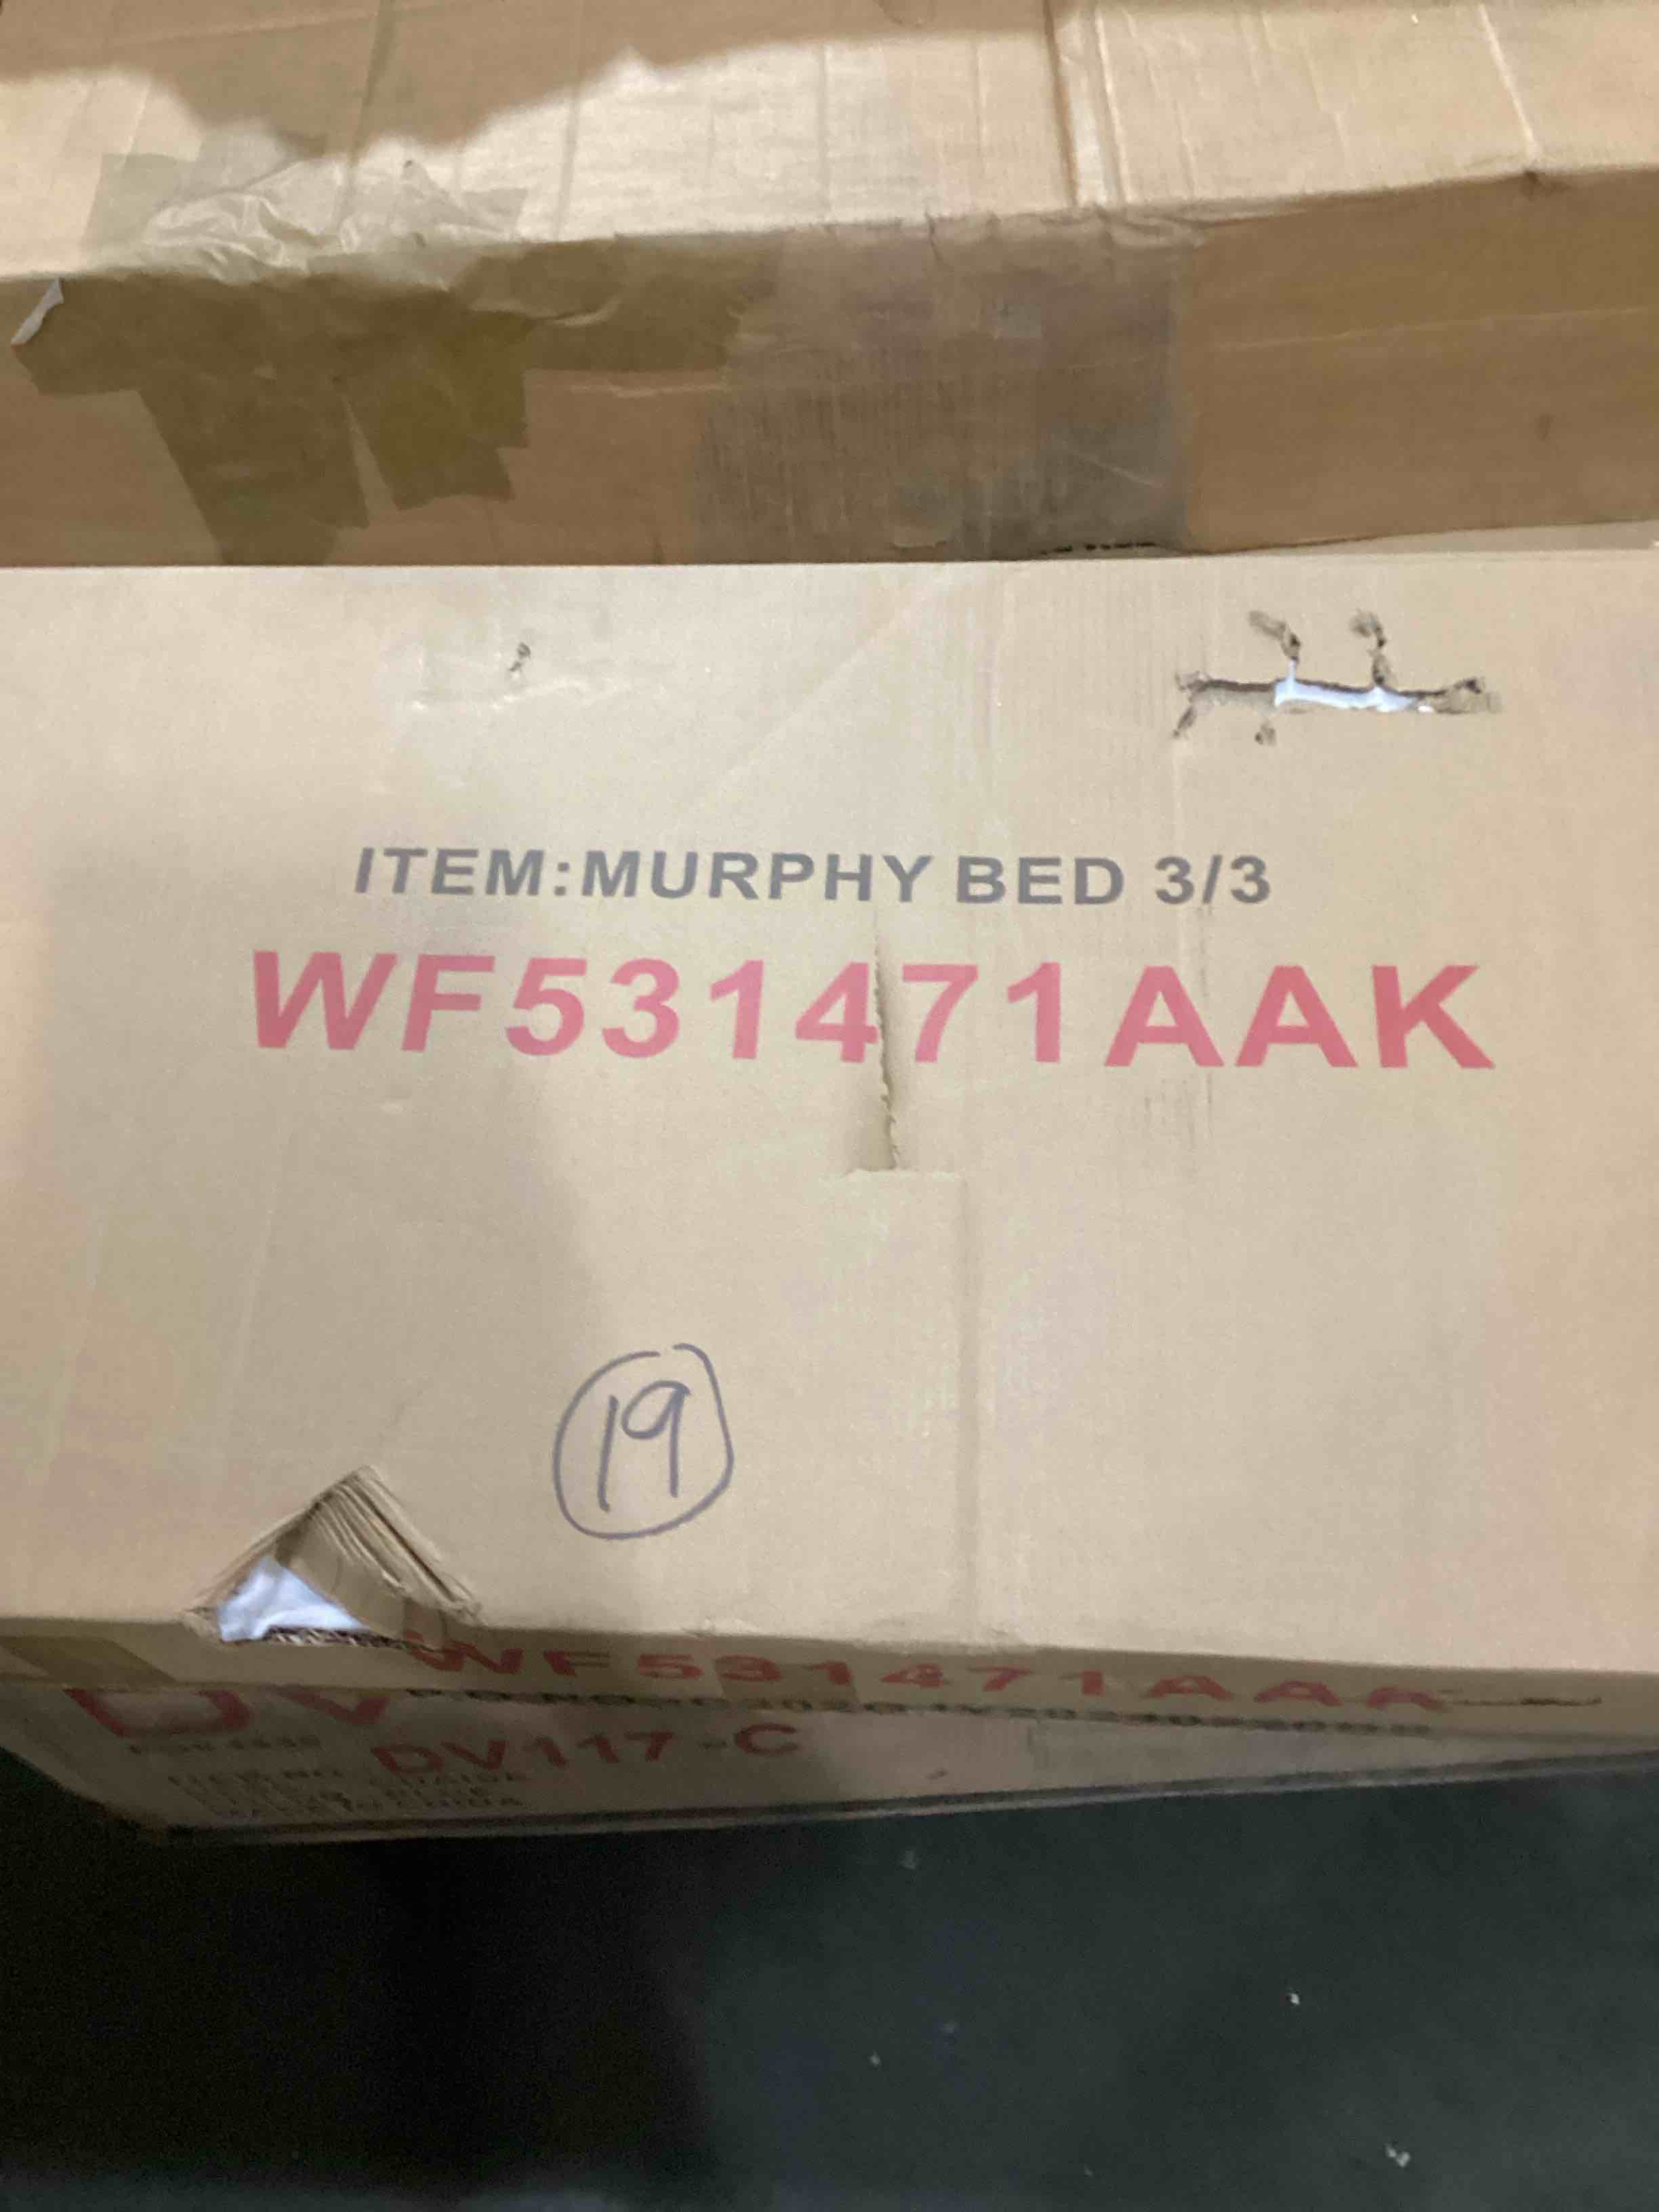 ITEM:MURPHY BED 3/3
WF531471AAK
19
WF531471AAK
DV117-C